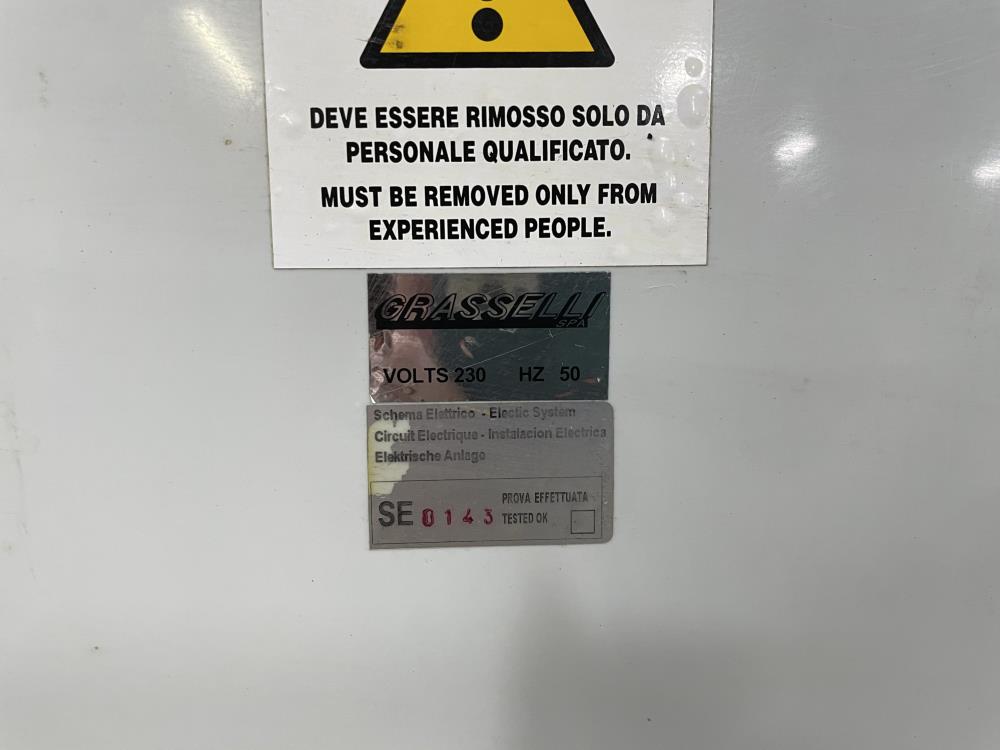 DEVE ESSERE RIMOSSO SOLO DA
PERSONALE QUALIFICATO.
MUST BE REMOVED ONLY FROM
EXPERIENCED PEOPLE.
GRASSELLI
SPA
VOLTS 230 HZ 50
Schema Elettrico - Electic System
Circuit Electrique - Instalacion Electrica
Elektrische Anlage
PROVA EFFETTUATA
SE 0143 TESTED OK